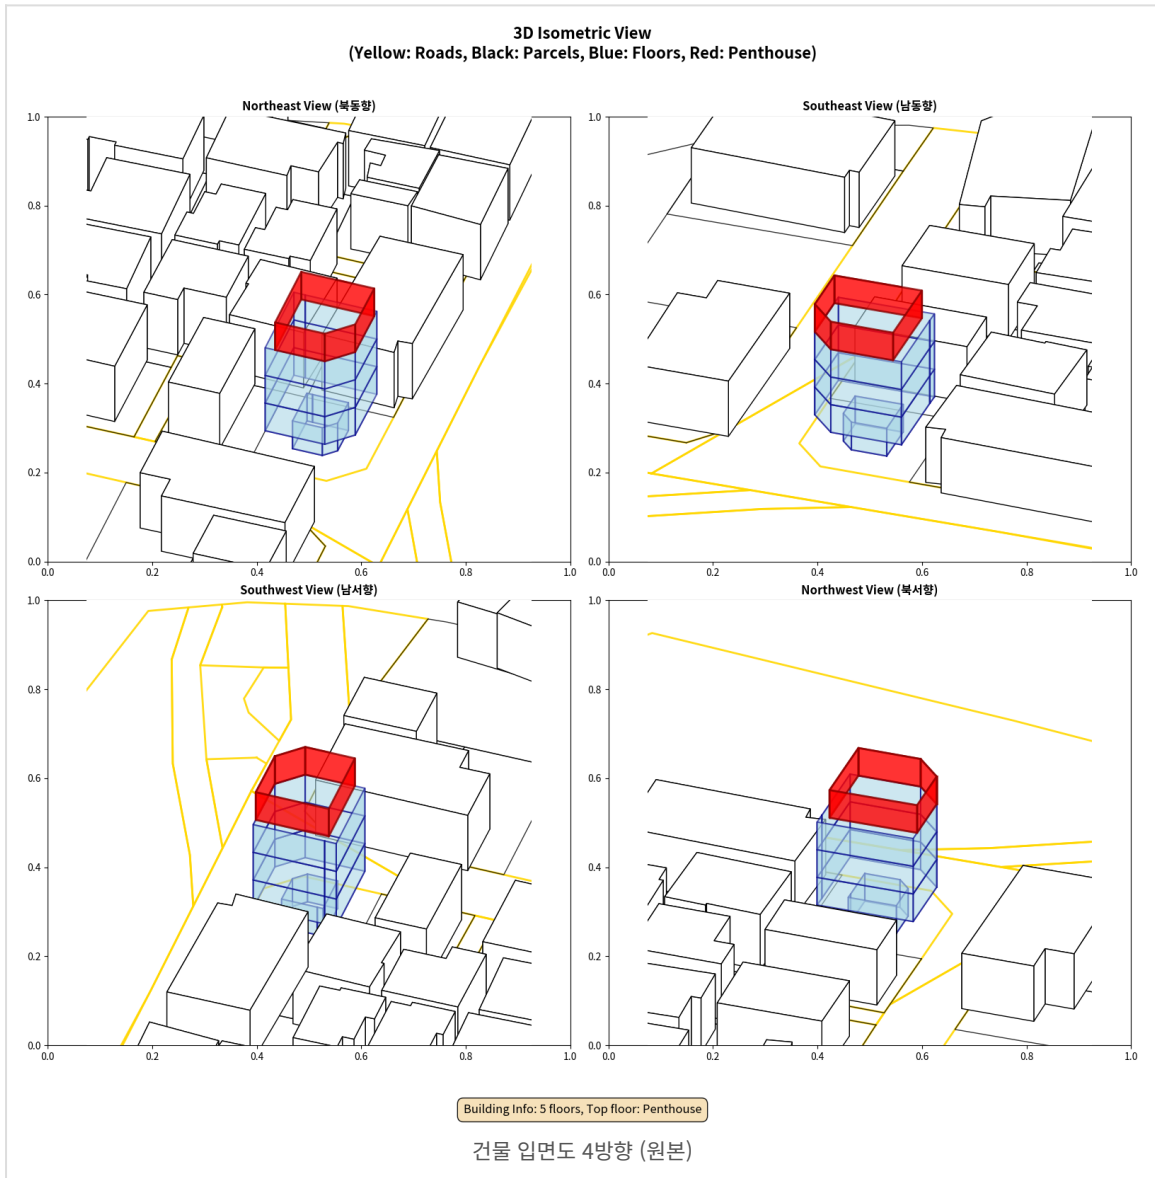 3D Isometric View
(Yellow: Roads, Black: Parcels, Blue: Floors, Red: Penthouse)
Northeast View (북동향)
1.0
0.8
0.6
0.4
0.2
0.0
0.0 0.2 0.4 0.6 0.8 1.0
Southeast View (남동향)
1.0
0.8
0.6
0.4
0.2
0.0
0.0 0.2 0.4 0.6 0.8 1.0
Southwest View (남서향)
1.0
0.8
0.6
0.4
0.2
0.0
0.0 0.2 0.4 0.6 0.8 1.0
Northwest View (북서향)
1.0
0.8
0.6
0.4
0.2
0.0
0.0 0.2 0.4 0.6 0.8 1.0
Building Info: 5 floors, Top floor: Penthouse
건물 입면도 4방향 (원본)